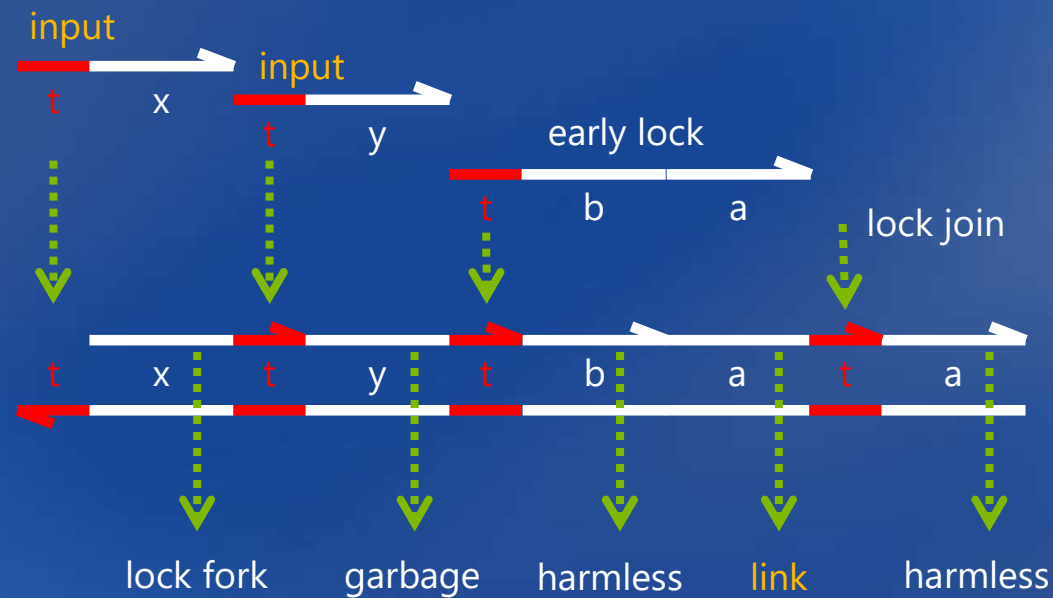 input
input
t x
t y
early lock
t b a
lock join
t x t y t b a t a
lock fork garbage harmless link harmless